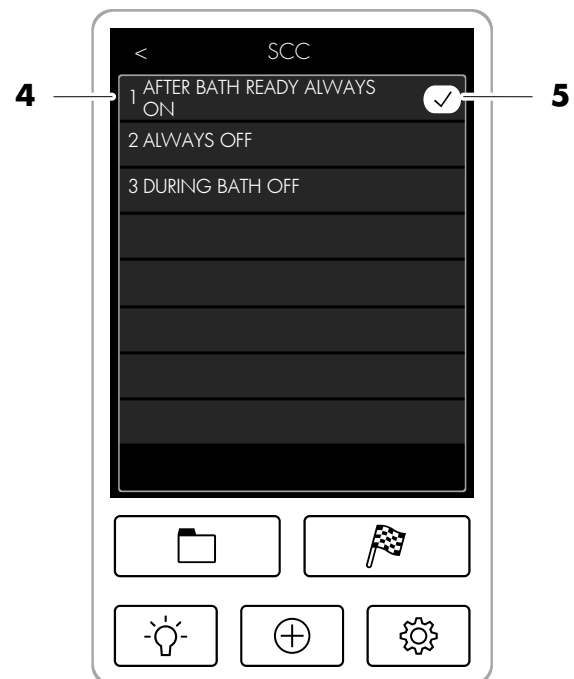 < SCC
4
1 AFTER BATH READY ALWAYS
ON
5
2 ALWAYS OFF
3 DURING BATH OFF